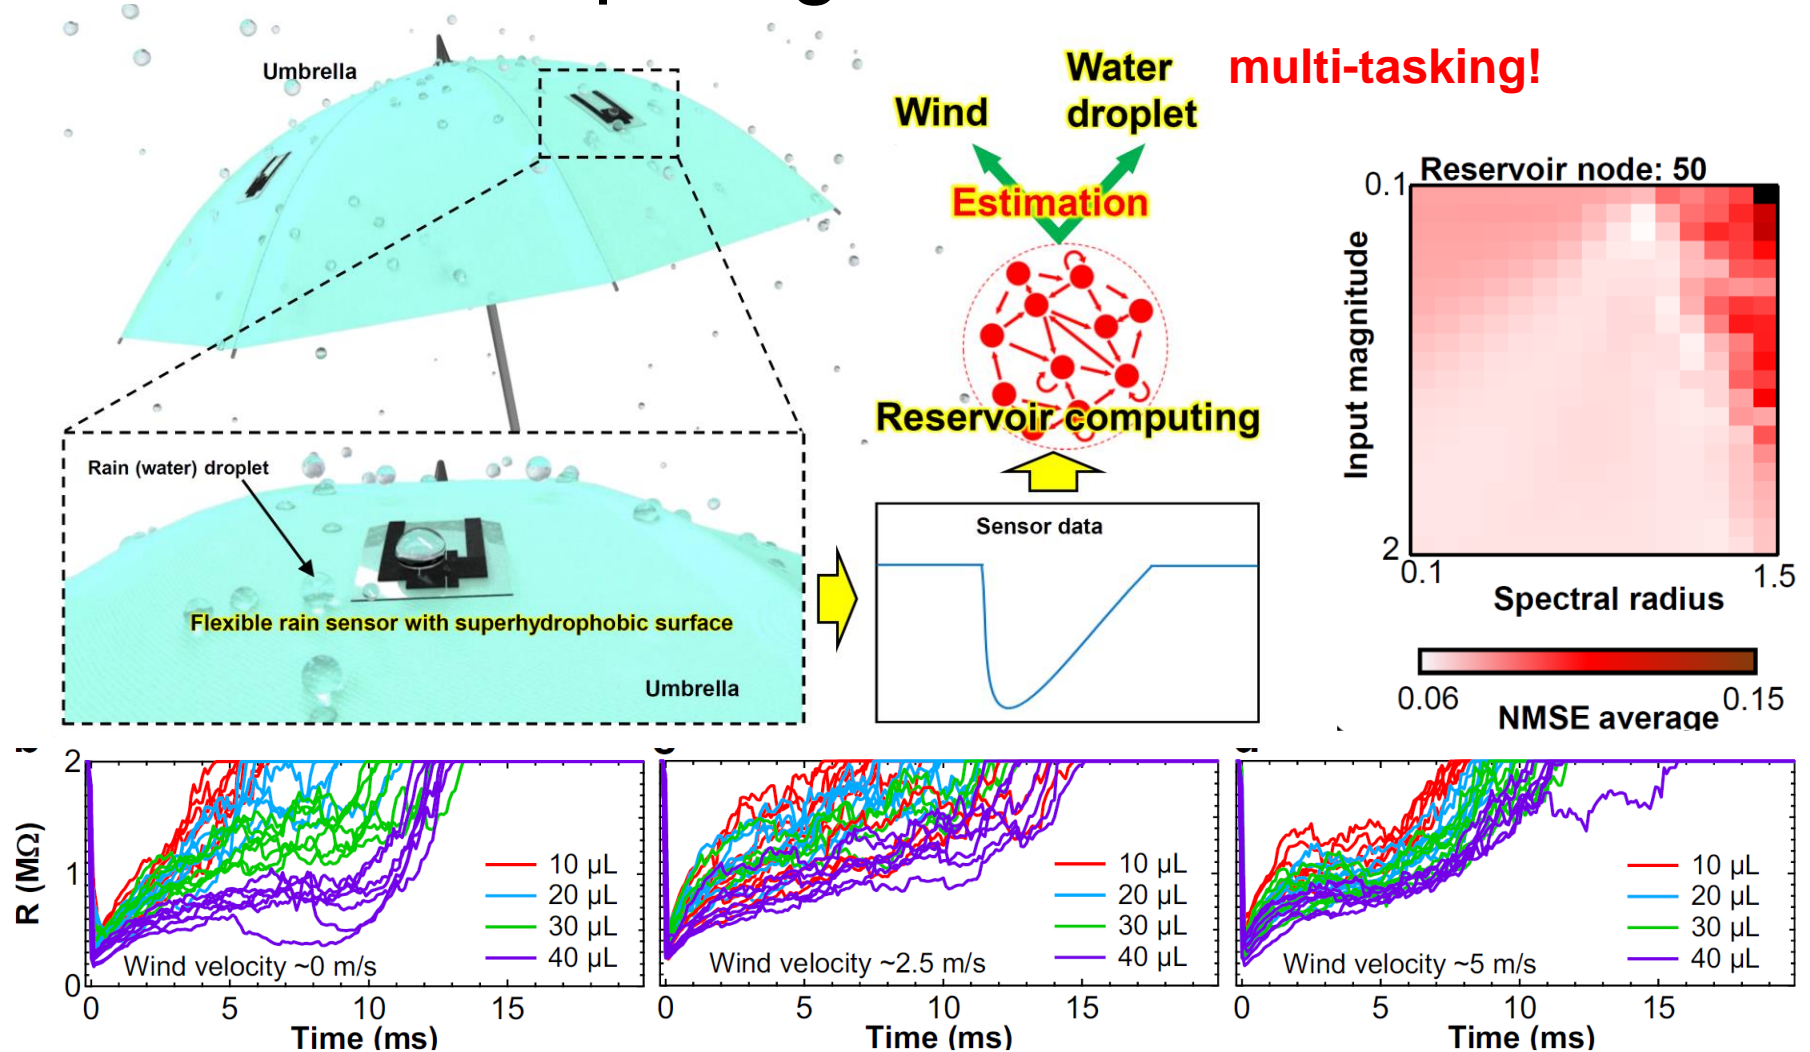 Umbrella
Rain (water) droplet
Flexible rain sensor with superhydrophobic surface
Umbrella
Water
droplet
Wind
multi-tasking!
Estimation
Reservoir computing
Sensor data
Reservoir node: 50
0.1
Input magnitude
2
0.1
1.5
Spectral radius
0.06
0.15
NMSE average
2
1
0
R (MΩ)
10 µL
20 µL
30 µL
40 µL
Wind velocity ~0 m/s
0 5 10 15
Time (ms)
10 µL
20 µL
30 µL
40 µL
Wind velocity ~2.5 m/s
0 5 10 15
Time (ms)
10 µL
20 µL
30 µL
40 µL
Wind velocity ~5 m/s
0 5 10 15
Time (ms)